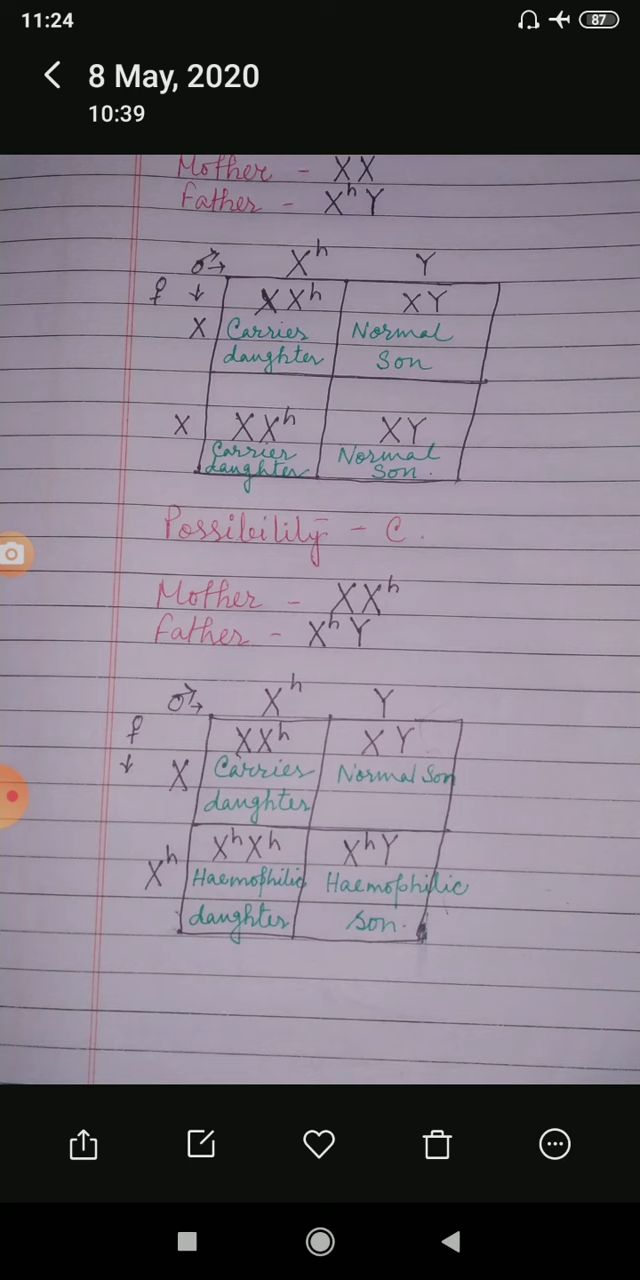 11:24
87
8 May, 2020
10:39
Mother - XX
Father - XʰY
♂→ Xʰ Y
♀ ↓ XXʰ XY
X Carries Normal
daughter Son
X XXʰ XY
Carrier Normal
daughter Son.
Possibility - C.
Mother - XXʰ
Father - XʰY
♂→ Xʰ Y
♀ XXʰ XY
↓ X Carries Normal Son
daughter
Xʰ XʰXʰ XʰY
Haemophilic Haemophilic
daughter son.